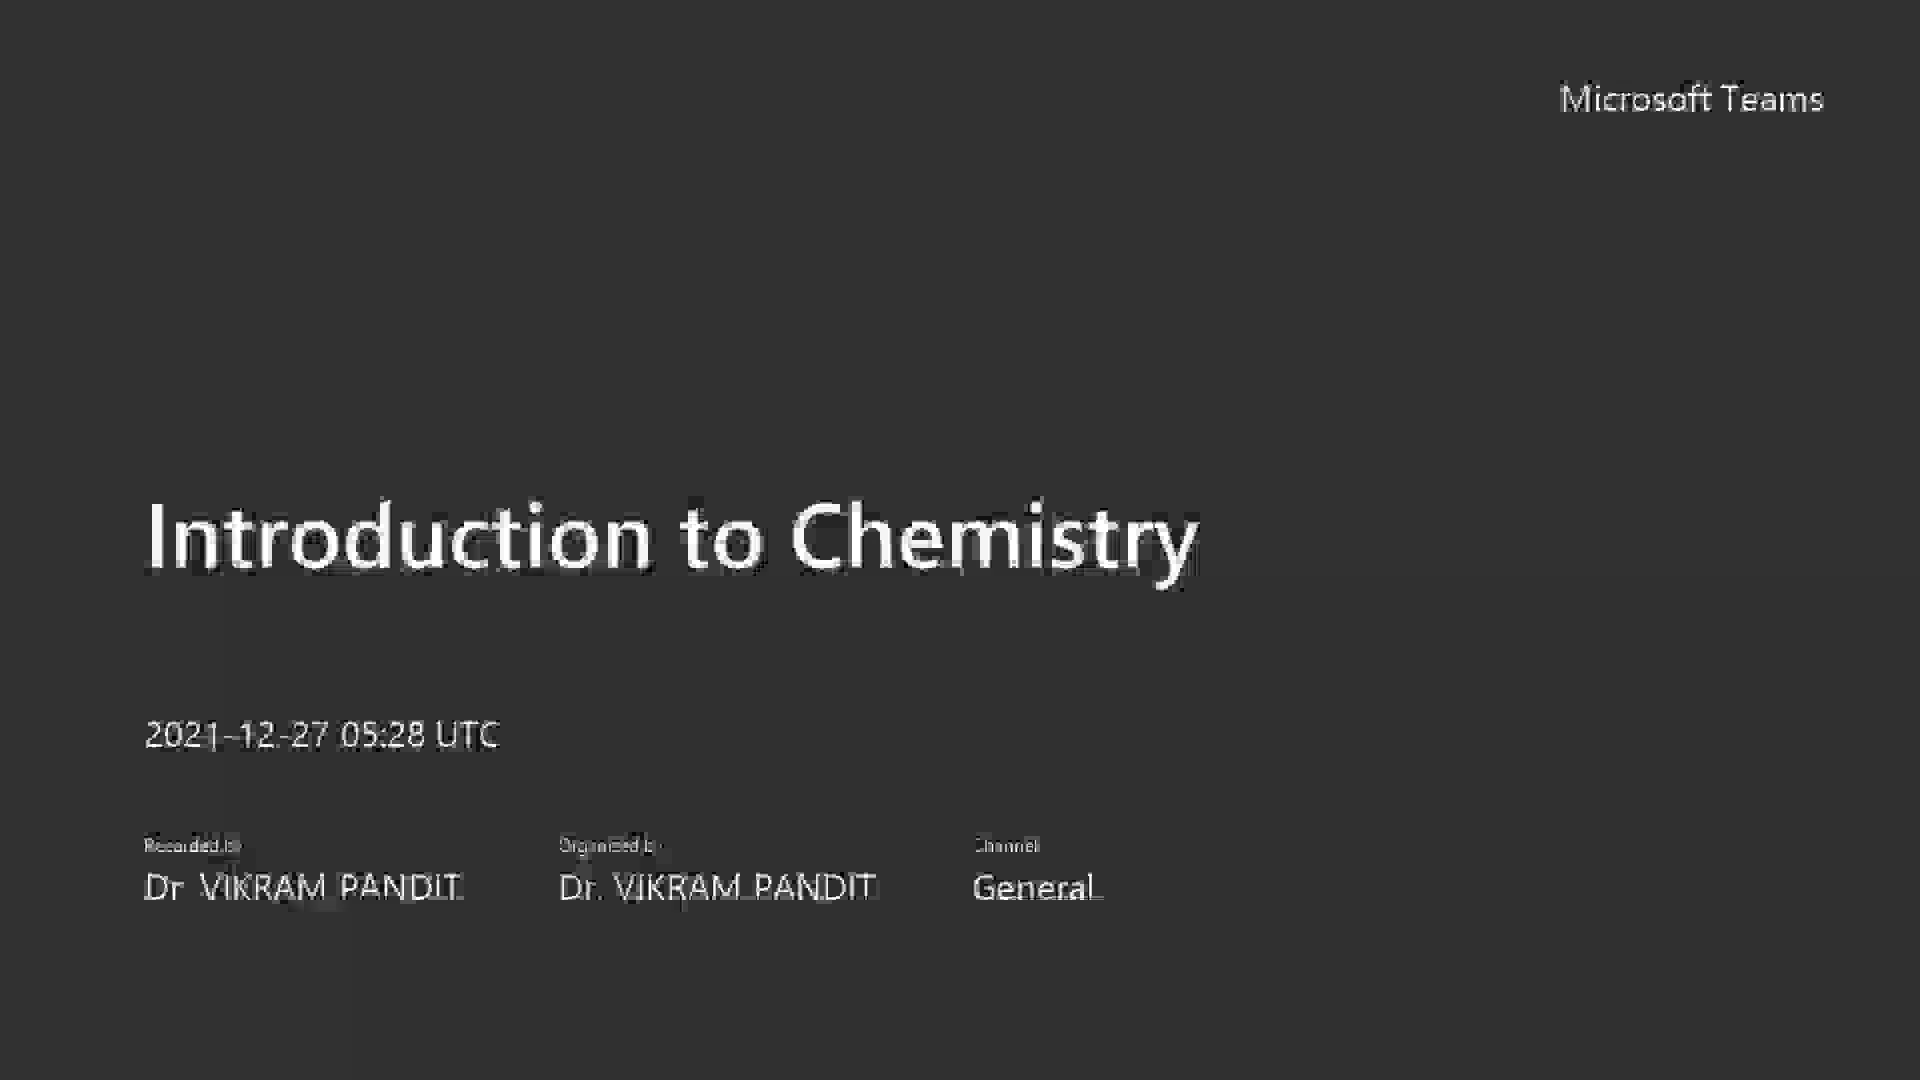 Microsoft Teams
Introduction to Chemistry
2021-12-27 05:28 UTC
Recorded by
Organized by
Channel
Dr. VIKRAM PANDIT
Dr. VIKRAM PANDIT
General